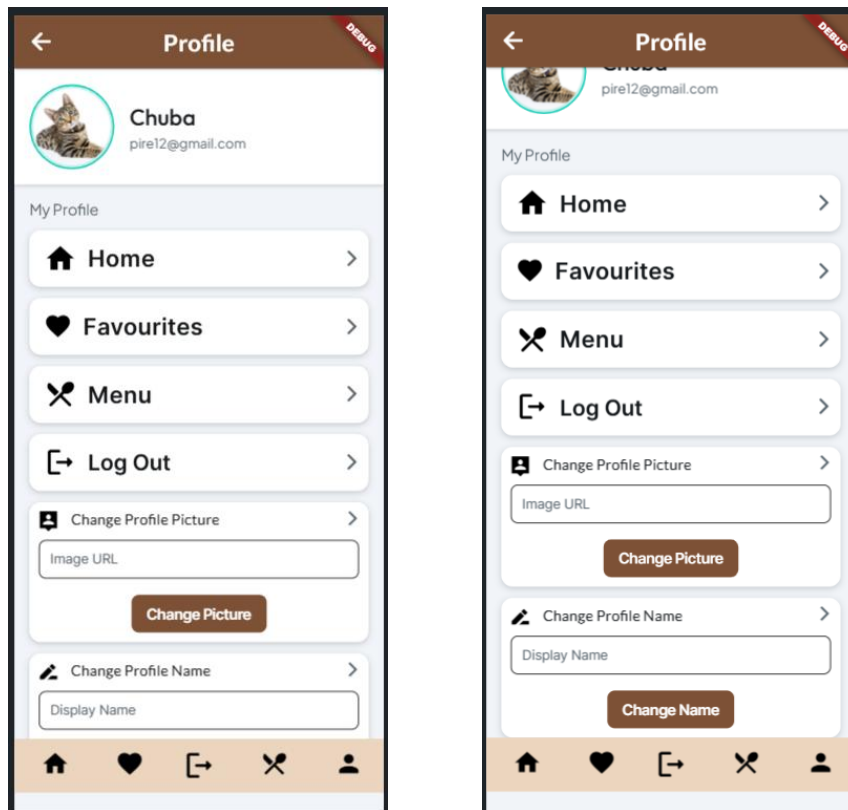 Profile
DEBUG
Chuba
pire12@gmail.com
My Profile
Home
Favourites
Menu
Log Out
Change Profile Picture
Image URL
Change Picture
Change Profile Name
Display Name
Profile
DEBUG
Chuba
pire12@gmail.com
My Profile
Home
Favourites
Menu
Log Out
Change Profile Picture
Image URL
Change Picture
Change Profile Name
Display Name
Change Name